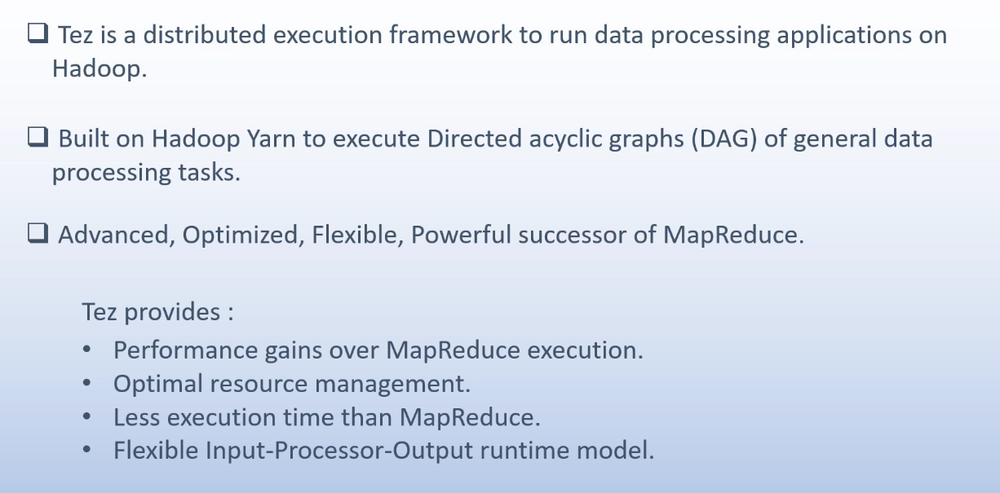 ❑ Tez is a distributed execution framework to run data processing applications on
Hadoop.
❑ Built on Hadoop Yarn to execute Directed acyclic graphs (DAG) of general data
processing tasks.
❑ Advanced, Optimized, Flexible, Powerful successor of MapReduce.
Tez provides :
• Performance gains over MapReduce execution.
• Optimal resource management.
• Less execution time than MapReduce.
• Flexible Input-Processor-Output runtime model.